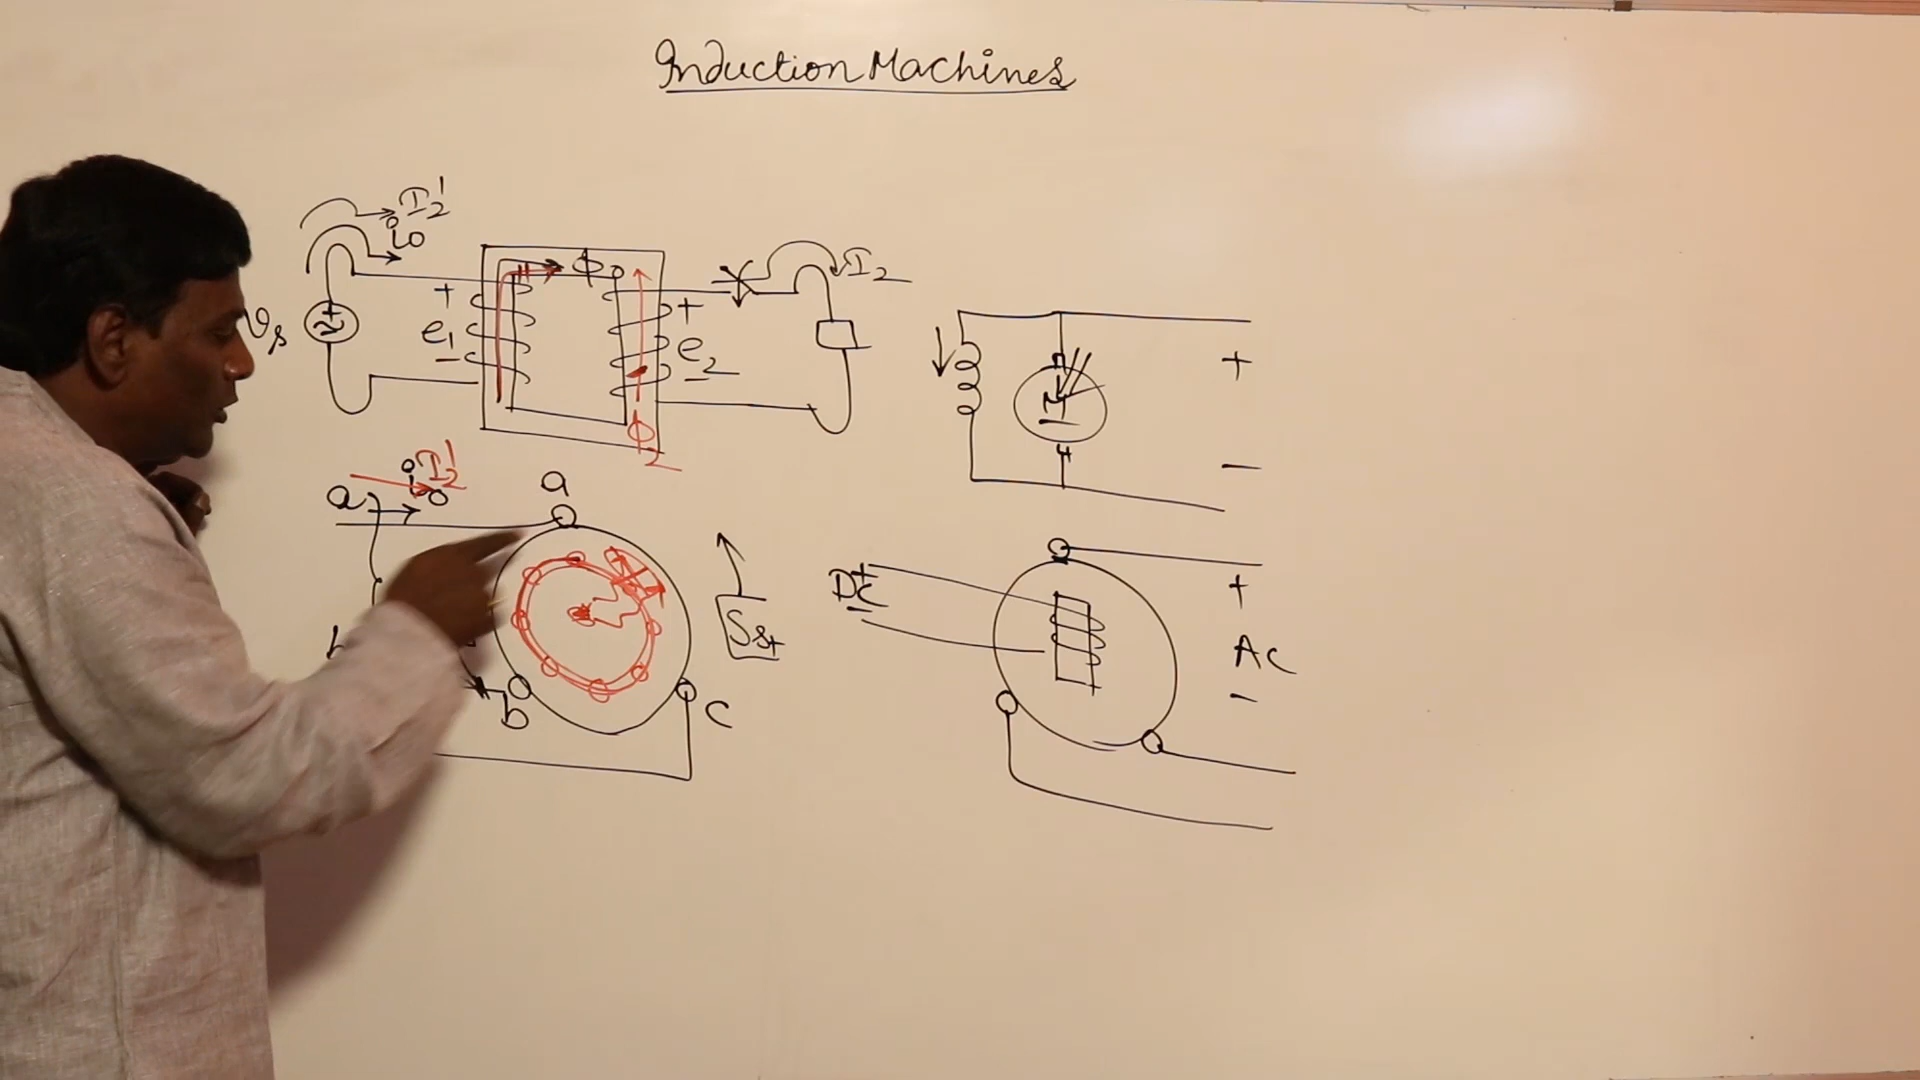 Induction Machines
I2'
i0
ϕ0
I2
+
+
+
vs
e1
e2
+
M
ϕ2
−
I2'
i0
a
a
DC
+
−
+
Sst
AC
b
c
−